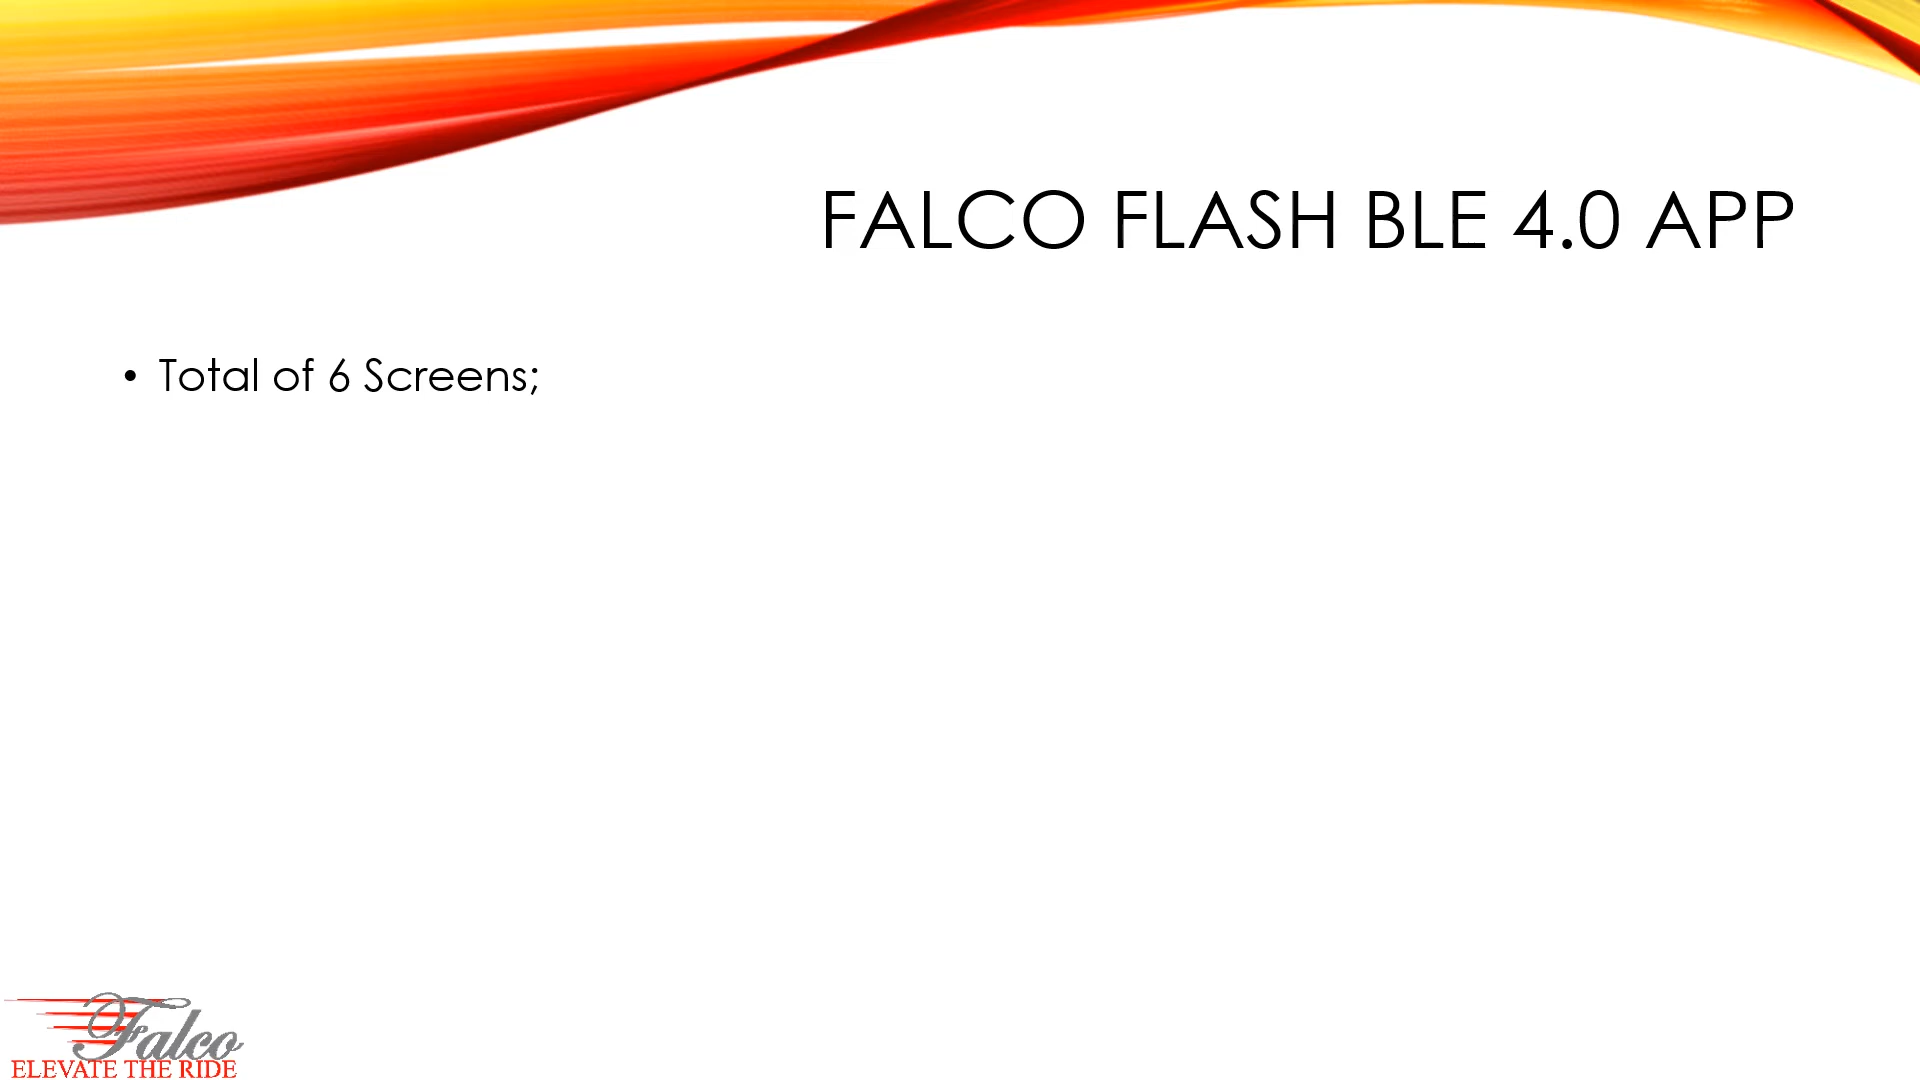 FALCO FLASH BLE 4.0 APP
• Total of 6 Screens;
Falco
ELEVATE THE RIDE